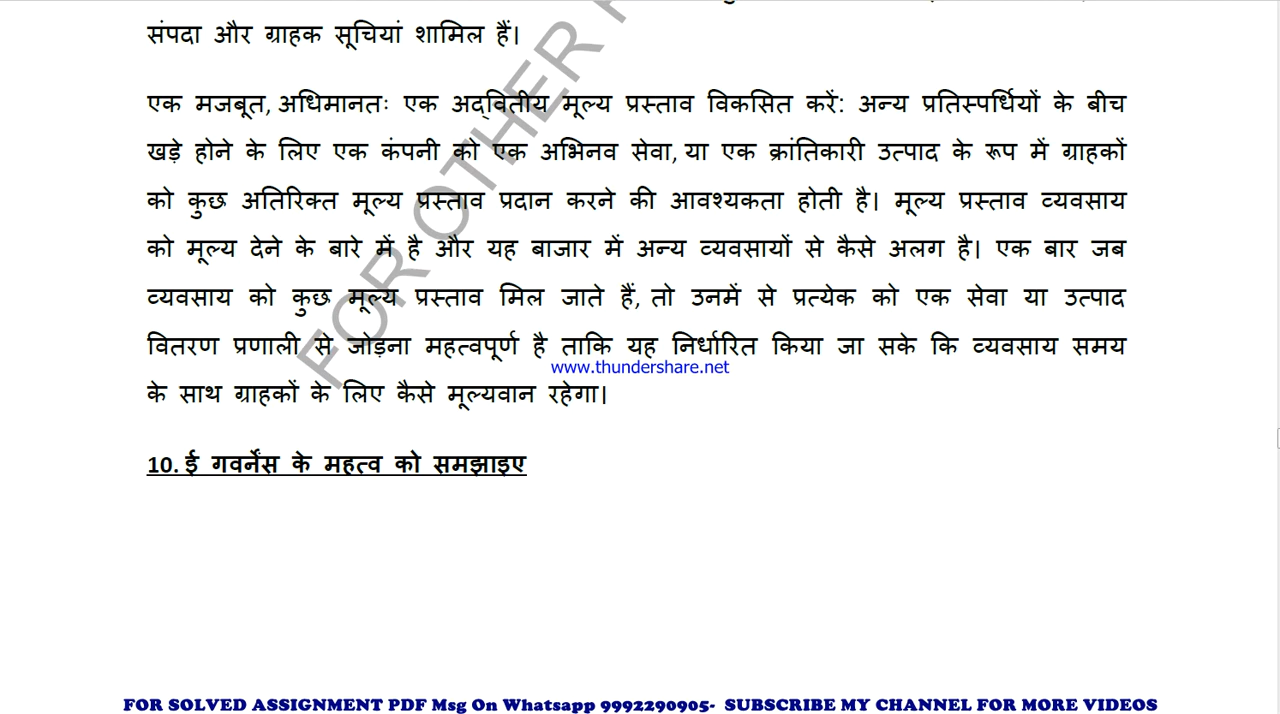 संपदा और ग्राहक सूचियां शामिल हैं।
एक मजबूत, अधिमानतः एक अद्वितीय मूल्य प्रस्ताव विकसित करें: अन्य प्रतिस्पर्धियों के बीच
खड़े होने के लिए एक कंपनी को एक अभिनव सेवा, या एक क्रांतिकारी उत्पाद के रूप में ग्राहकों
को कुछ अतिरिक्त मूल्य प्रस्ताव प्रदान करने की आवश्यकता होती है। मूल्य प्रस्ताव व्यवसाय
को मूल्य देने के बारे में है और यह बाजार में अन्य व्यवसायों से कैसे अलग है। एक बार जब
व्यवसाय को कुछ मूल्य प्रस्ताव मिल जाते हैं, तो उनमें से प्रत्येक को एक सेवा या उत्पाद
वितरण प्रणाली से जोड़ना महत्वपूर्ण है ताकि यह निर्धारित किया जा सके कि व्यवसाय समय
www.thundershare.net
के साथ ग्राहकों के लिए कैसे मूल्यवान रहेगा।
10. ई गवर्नेंस के महत्व को समझाइए
FOR OTHER
FOR SOLVED ASSIGNMENT PDF Msg On Whatsapp 9992290905- SUBSCRIBE MY CHANNEL FOR MORE VIDEOS